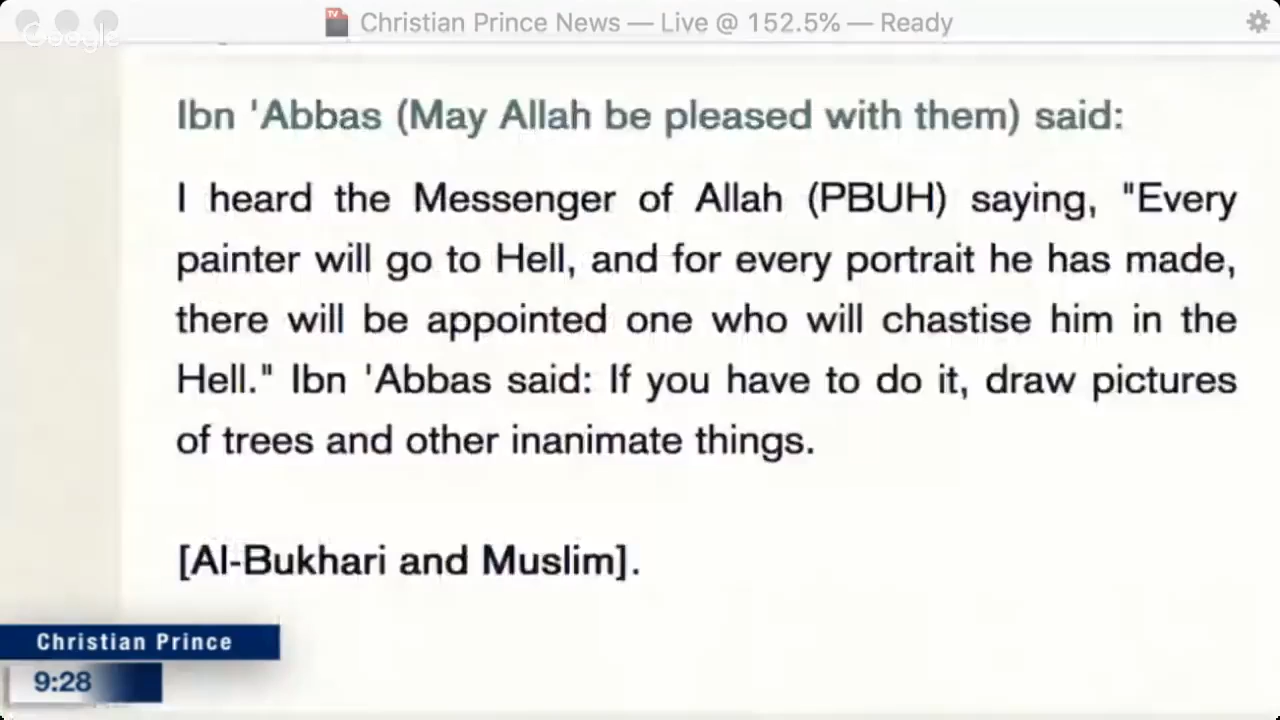 Christian Prince News — Live @ 152.5% — Ready
Google
Ibn 'Abbas (May Allah be pleased with them) said:
I heard the Messenger of Allah (PBUH) saying, "Every
painter will go to Hell, and for every portrait he has made,
there will be appointed one who will chastise him in the
Hell." Ibn 'Abbas said: If you have to do it, draw pictures
of trees and other inanimate things.
[Al-Bukhari and Muslim].
Christian Prince
9:28